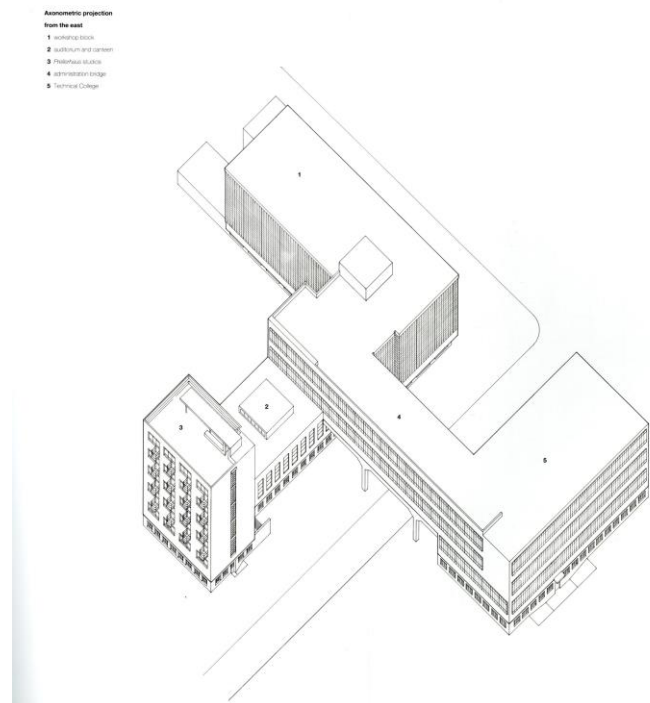 Axonometric projection
from the east
1 workshop block
2 auditorium and canteen
3 Prellerhaus studios
4 administration bridge
5 Technical College
1
2
3
4
5